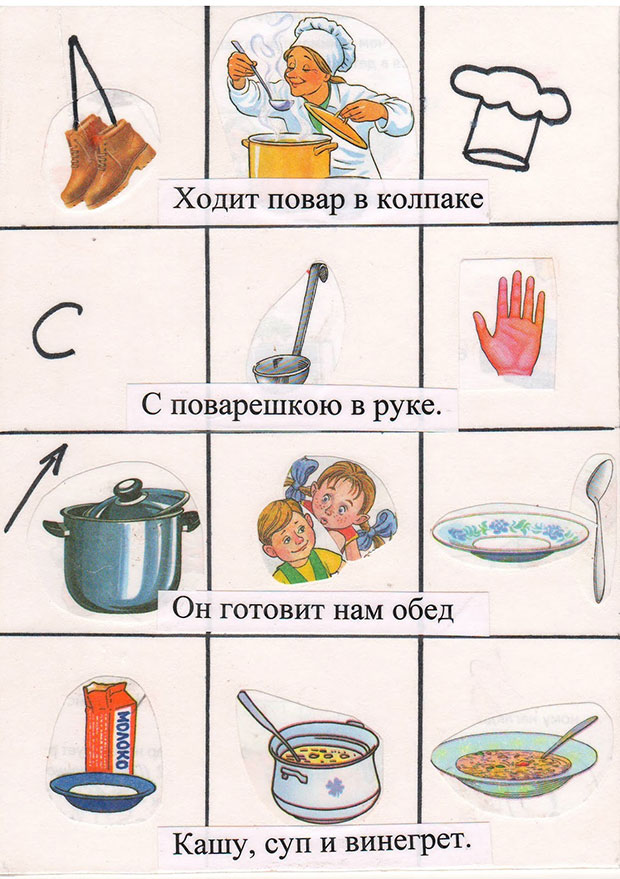 Ходит повар в колпаке
С
С поварешкою в руке.
Он готовит нам обед
МОЛОКО
Кашу, суп и винегрет.